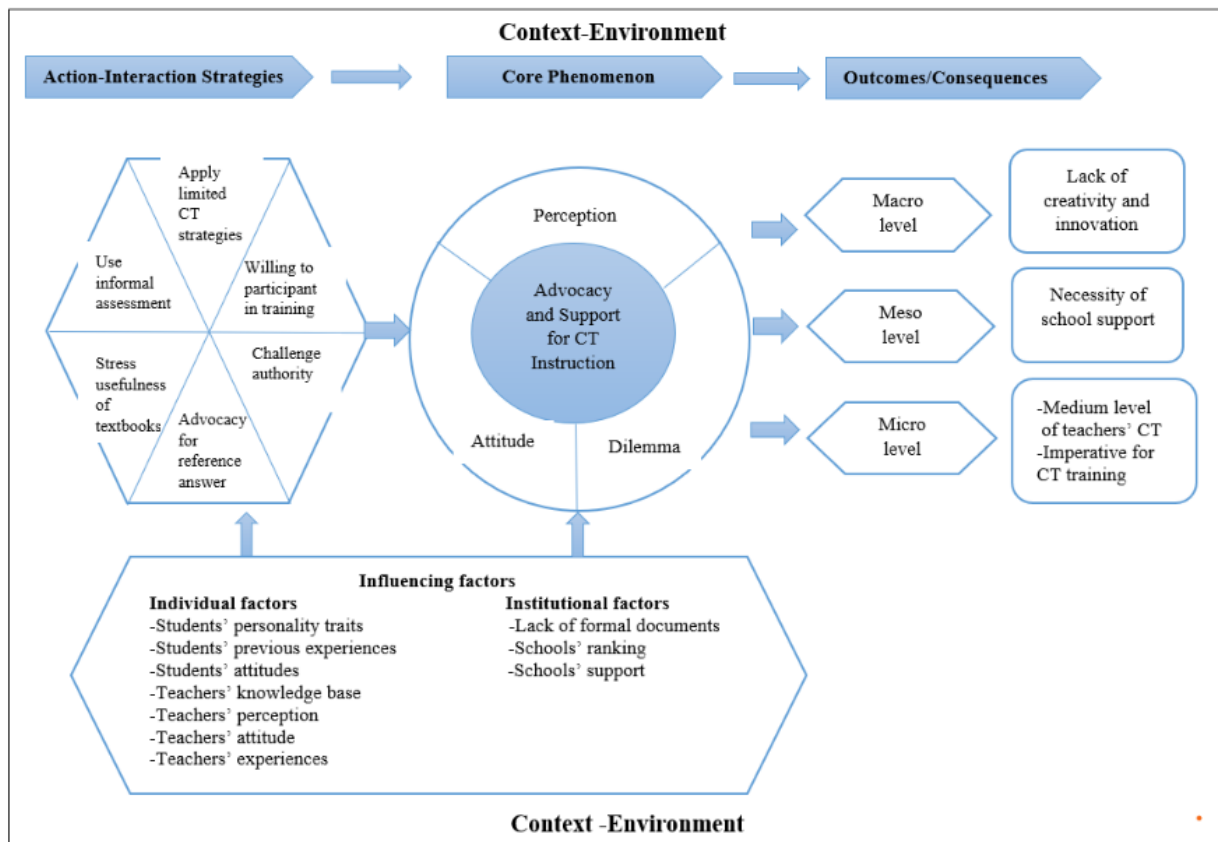 Context-Environment
Action-Interaction Strategies
Core Phenomenon
Outcomes/Consequences
Apply
limited
CT
strategies
Use
informal
assessment
Willing to
participant
in training
Stress
usefulness
of
textbooks
Challenge
authority
Advocacy
for
reference
answer
Perception
Advocacy
and Support
for CT
Instruction
Attitude
Dilemma
Macro
level
Lack of
creativity and
innovation
Meso
level
Necessity of
school support
Micro
level
-Medium level
of teachers’ CT
-Imperative for
CT training
Influencing factors
Individual factors
-Students’ personality traits
-Students’ previous experiences
-Students’ attitudes
-Teachers’ knowledge base
-Teachers’ perception
-Teachers’ attitude
-Teachers’ experiences
Institutional factors
-Lack of formal documents
-Schools’ ranking
-Schools’ support
Context -Environment